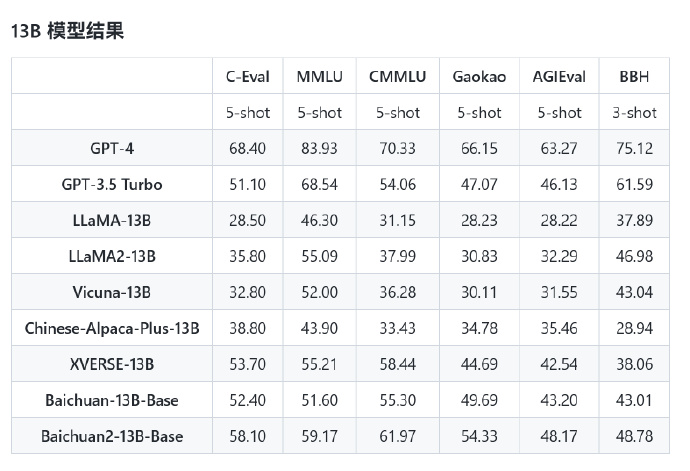 13B 模型结果
C-Eval MMLU CMMLU Gaokao AGIEval BBH
5-shot 5-shot 5-shot 5-shot 5-shot 3-shot
GPT-4 68.40 83.93 70.33 66.15 63.27 75.12
GPT-3.5 Turbo 51.10 68.54 54.06 47.07 46.13 61.59
LLaMA-13B 28.50 46.30 31.15 28.23 28.22 37.89
LLaMA2-13B 35.80 55.09 37.99 30.83 32.29 46.98
Vicuna-13B 32.80 52.00 36.28 30.11 31.55 43.04
Chinese-Alpaca-Plus-13B 38.80 43.90 33.43 34.78 35.46 28.94
XVERSE-13B 53.70 55.21 58.44 44.69 42.54 38.06
Baichuan-13B-Base 52.40 51.60 55.30 49.69 43.20 43.01
Baichuan2-13B-Base 58.10 59.17 61.97 54.33 48.17 48.78